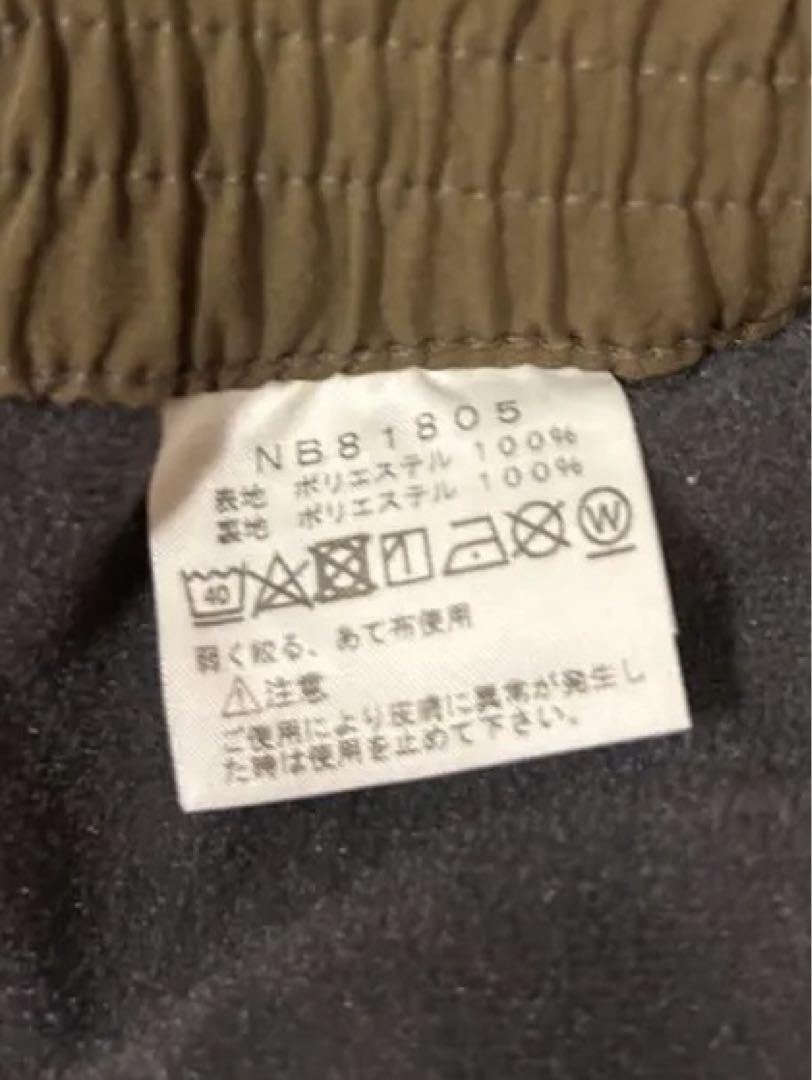 NB81805
表地 ポリエステル 100%
裏地 ポリエステル 100%
40 W
弱く絞る、あて布使用
⚠注意
ご使用により皮膚に異常が発生し
た時は使用を止めて下さい。